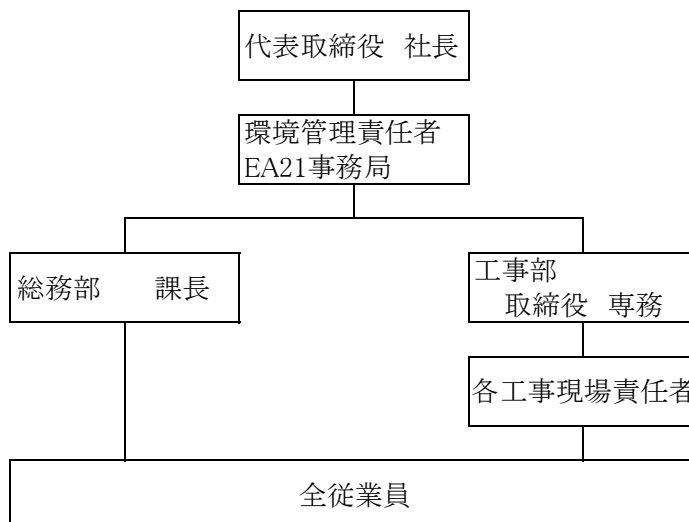 代表取締役 社長
環境管理責任者
EA21事務局
総務部 課長
工事部
取締役 専務
各工事現場責任者
全従業員